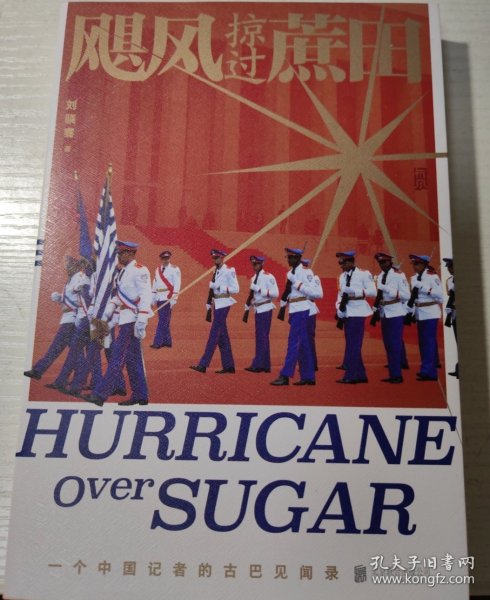 飓风掠过蔗田
刘骁骞 著
HURRICANE
over SUGAR
一个中国记者的古巴见闻录
孔夫子旧书网
www.kongfz.com